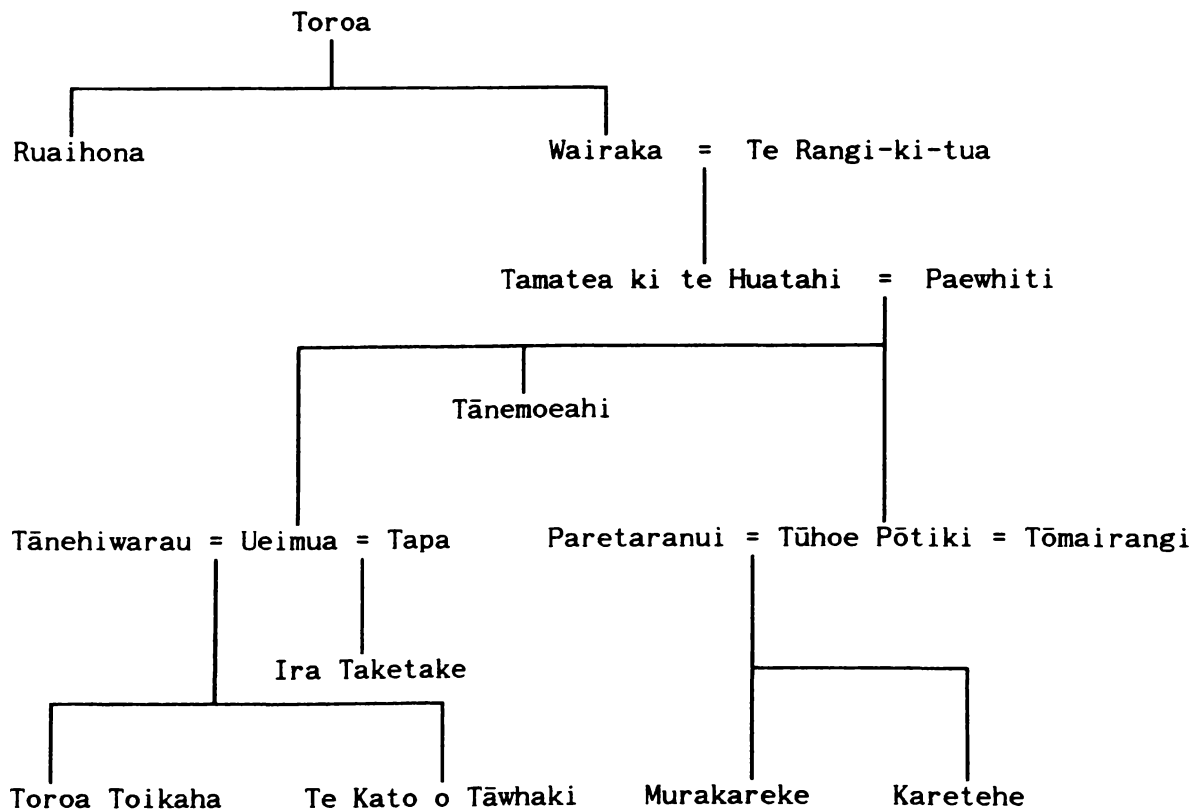 Toroa
Ruaihona Wairaka = Te Rangi-ki-tua
Tamatea ki te Huatahi = Paewhiti
Tānemoeahi
Tānehiwarau = Ueimua = Tapa Paretaranui = Tūhoe Pōtiki = Tōmairangi
Ira Taketake
Toroa Toikaha Te Kato o Tāwhaki Murakareke Karetehe